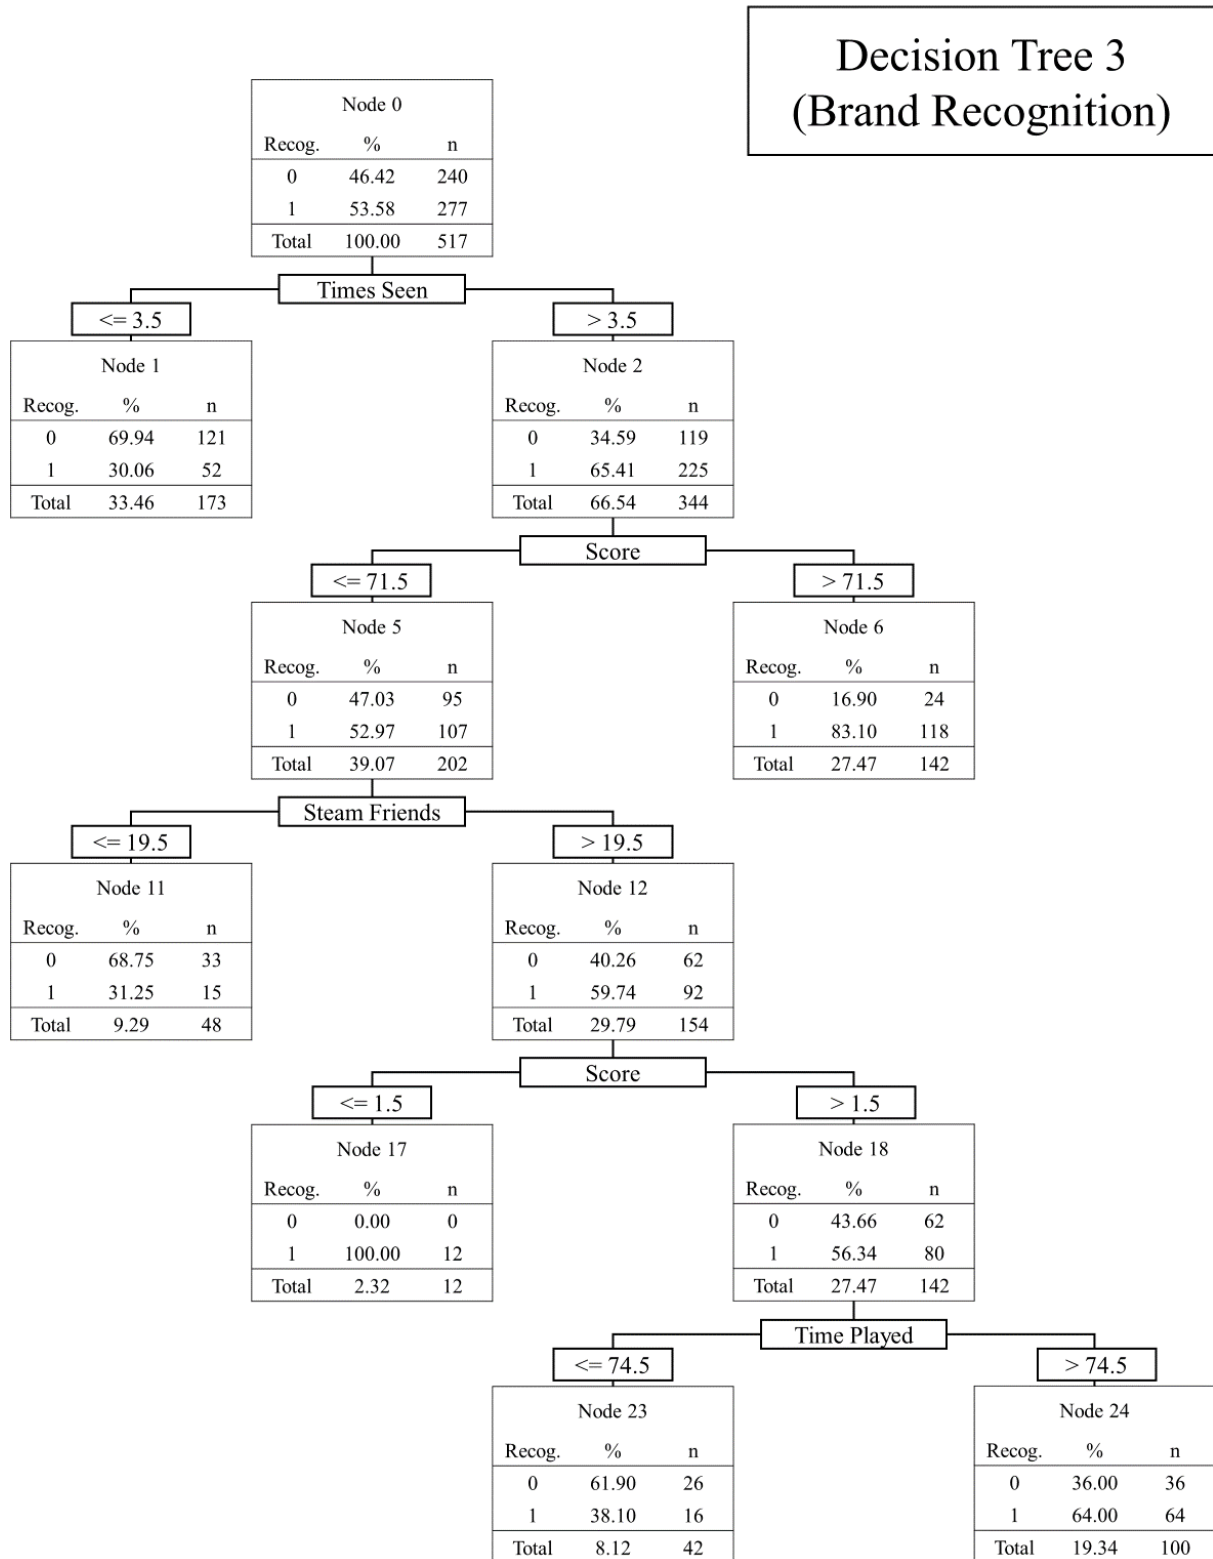 Decision Tree 3
(Brand Recognition)
Node 0
Recog. % n
0 46.42 240
1 53.58 277
Total 100.00 517
Times Seen
<= 3.5
> 3.5
Node 1
Recog. % n
0 69.94 121
1 30.06 52
Total 33.46 173
Node 2
Recog. % n
0 34.59 119
1 65.41 225
Total 66.54 344
Score
<= 71.5
> 71.5
Node 5
Recog. % n
0 47.03 95
1 52.97 107
Total 39.07 202
Node 6
Recog. % n
0 16.90 24
1 83.10 118
Total 27.47 142
Steam Friends
<= 19.5
> 19.5
Node 11
Recog. % n
0 68.75 33
1 31.25 15
Total 9.29 48
Node 12
Recog. % n
0 40.26 62
1 59.74 92
Total 29.79 154
Score
<= 1.5
> 1.5
Node 17
Recog. % n
0 0.00 0
1 100.00 12
Total 2.32 12
Node 18
Recog. % n
0 43.66 62
1 56.34 80
Total 27.47 142
Time Played
<= 74.5
> 74.5
Node 23
Recog. % n
0 61.90 26
1 38.10 16
Total 8.12 42
Node 24
Recog. % n
0 36.00 36
1 64.00 64
Total 19.34 100